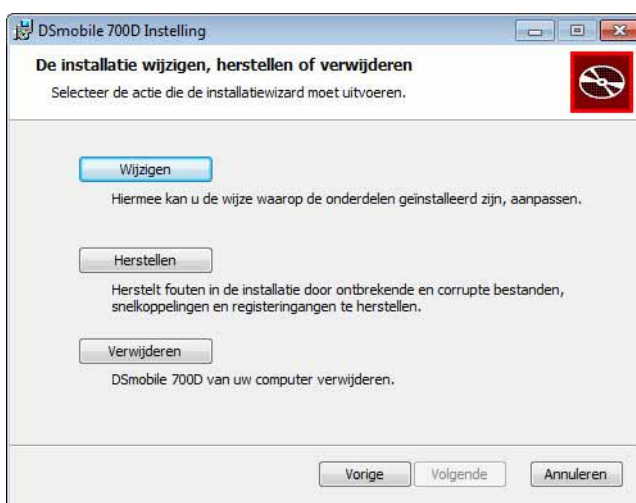 DSmobile 700D Instelling
De installatie wijzigen, herstellen of verwijderen
Selecteer de actie die de installatiewizard moet uitvoeren.
Wijzigen
Hiermee kan u de wijze waarop de onderdelen geïnstalleerd zijn, aanpassen.
Herstellen
Herstelt fouten in de installatie door ontbrekende en corrupte bestanden,
snelkoppelingen en registeringangen te herstellen.
Verwijderen
DSmobile 700D van uw computer verwijderen.
Vorige Volgende Annuleren